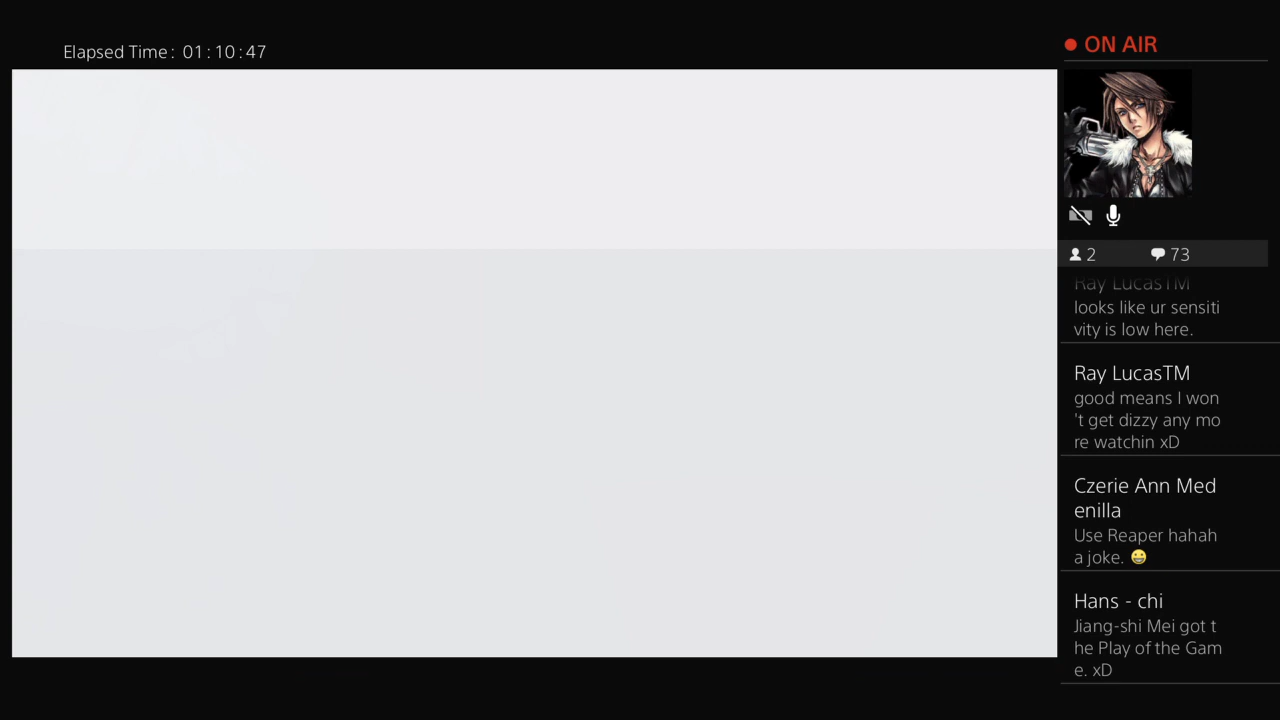 Elapsed Time: 01:10:47
ON AIR
2 73
Ray LucasTM
looks like ur sensiti
vity is low here.
Ray LucasTM
good means I won
't get dizzy any mo
re watchin xD
Czerie Ann Med
enilla
Use Reaper hahah
a joke. 😀
Hans - chi
Jiang-shi Mei got t
he Play of the Gam
e. xD